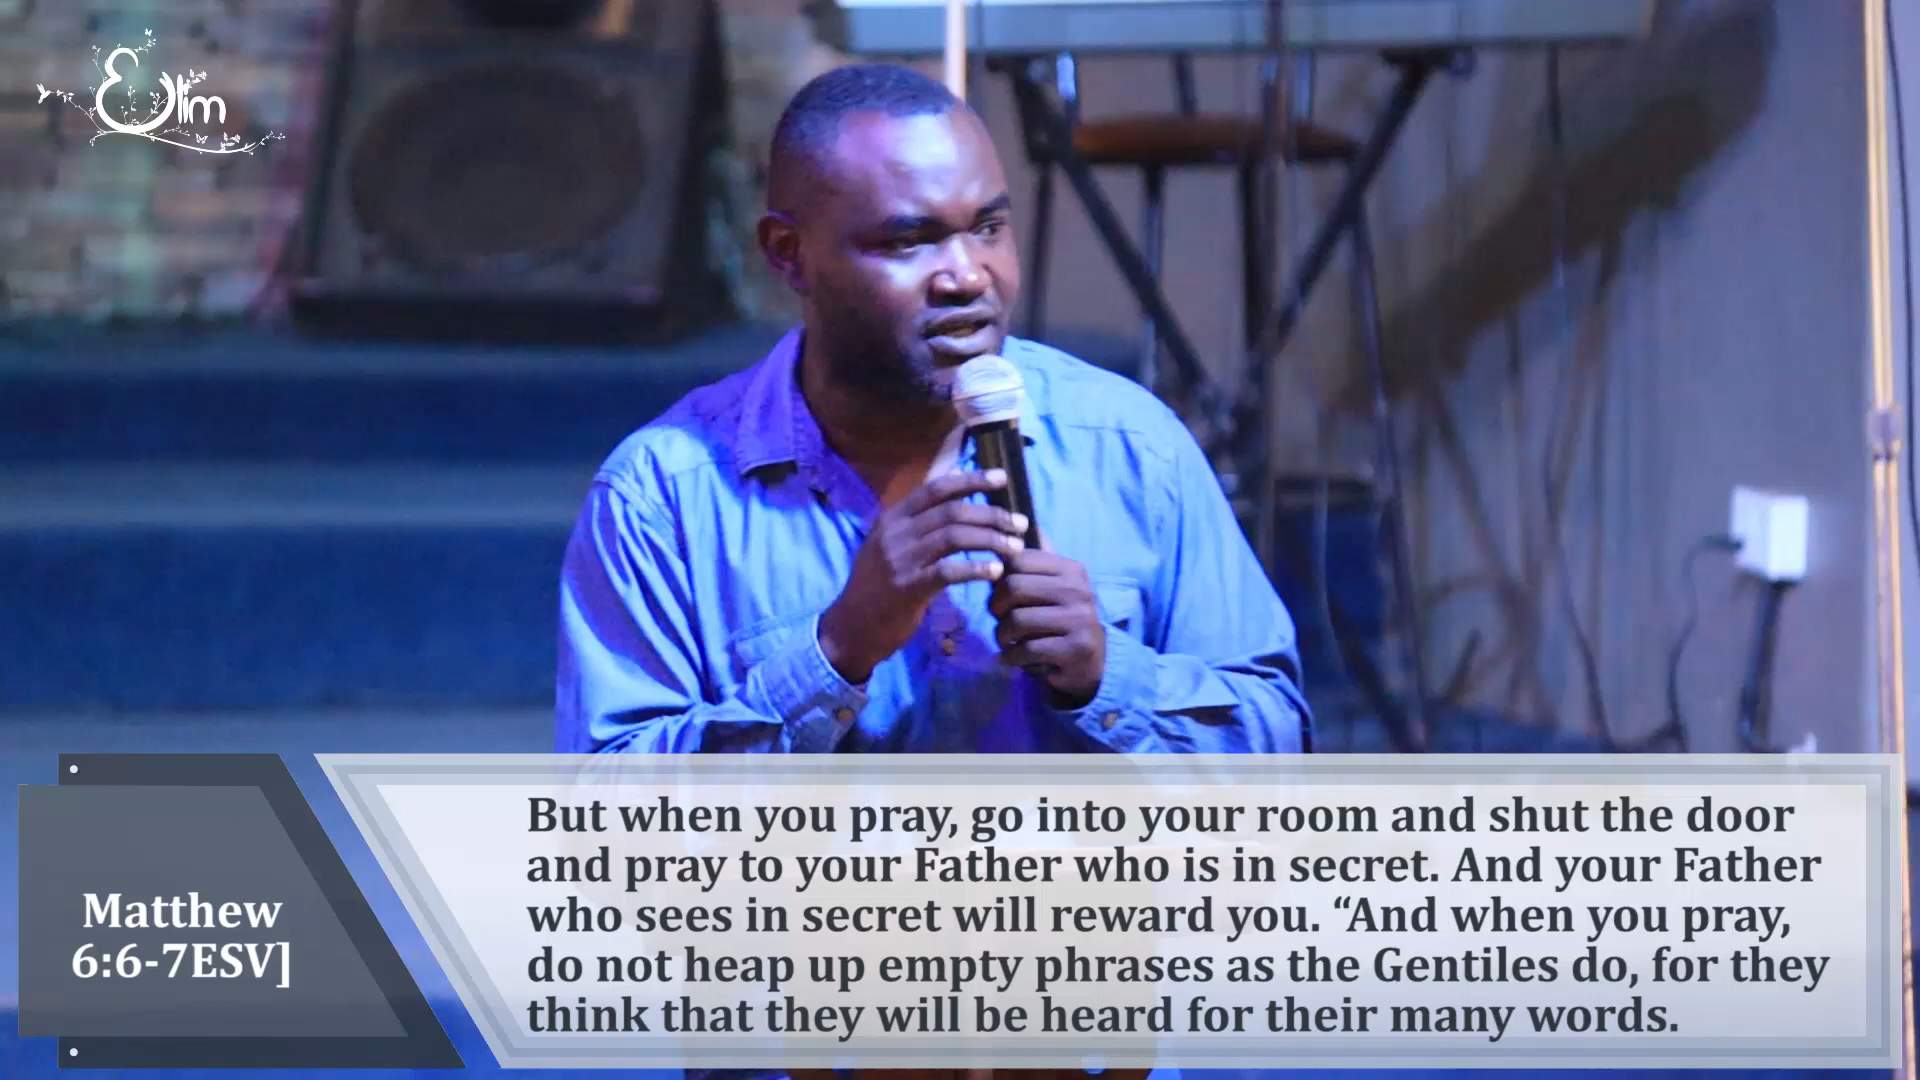 Elim
But when you pray, go into your room and shut the door
and pray to your Father who is in secret. And your Father
who sees in secret will reward you. “And when you pray,
do not heap up empty phrases as the Gentiles do, for they
think that they will be heard for their many words.
Matthew
6:6-7ESV]